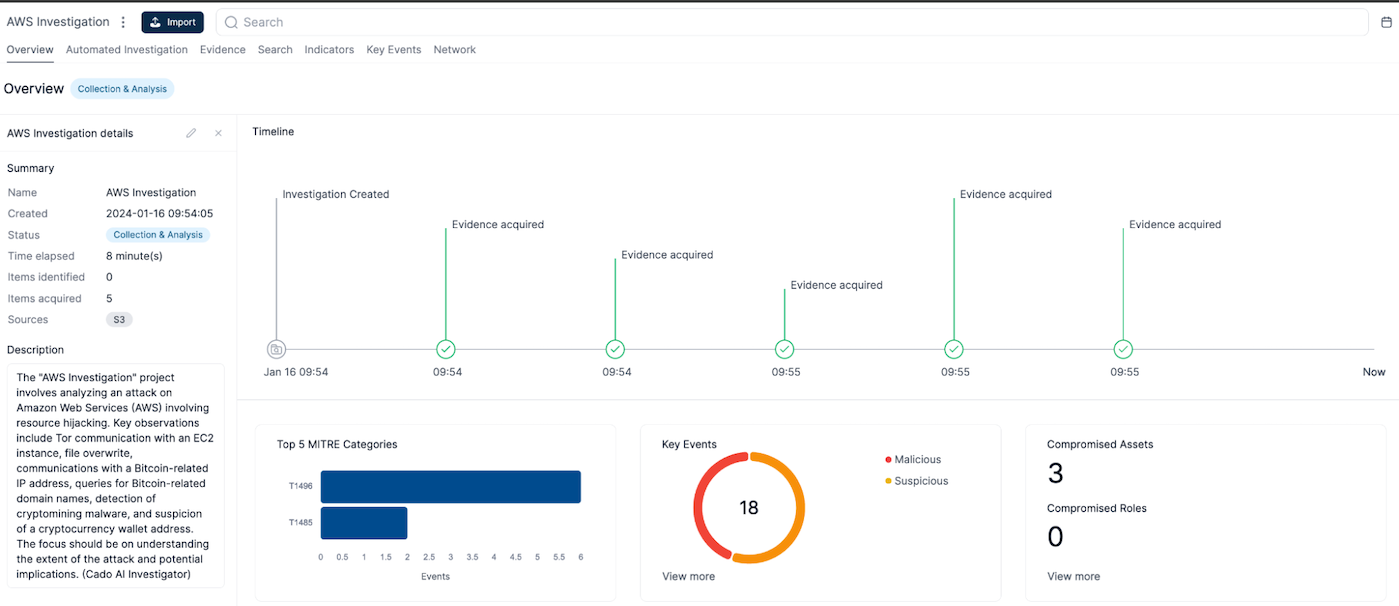 AWS Investigation
Import
Search
Overview Automated Investigation Evidence Search Indicators Key Events Network
Overview Collection & Analysis
AWS Investigation details
Summary
Name AWS Investigation
Created 2024-01-16 09:54:05
Status Collection & Analysis
Time elapsed 8 minute(s)
Items identified 0
Items acquired 5
Sources S3
Description
The "AWS Investigation" project
involves analyzing an attack on
Amazon Web Services (AWS) involving
resource hijacking. Key observations
include Tor communication with an EC2
instance, file overwrite,
communications with a Bitcoin-related
IP address, queries for Bitcoin-related
domain names, detection of
cryptomining malware, and suspicion
of a cryptocurrency wallet address.
The focus should be on understanding
the extent of the attack and potential
implications. (Cado AI Investigator)
Timeline
Investigation Created
Evidence acquired
Evidence acquired
Evidence acquired
Evidence acquired
Evidence acquired
Jan 16 09:54 09:54 09:54 09:55 09:55 09:55 Now
Top 5 MITRE Categories
T1496
T1485
0 0.5 1 1.5 2 2.5 3 3.5 4 4.5 5 5.5 6
Events
Key Events
Malicious
Suspicious
18
View more
Compromised Assets
3
Compromised Roles
0
View more